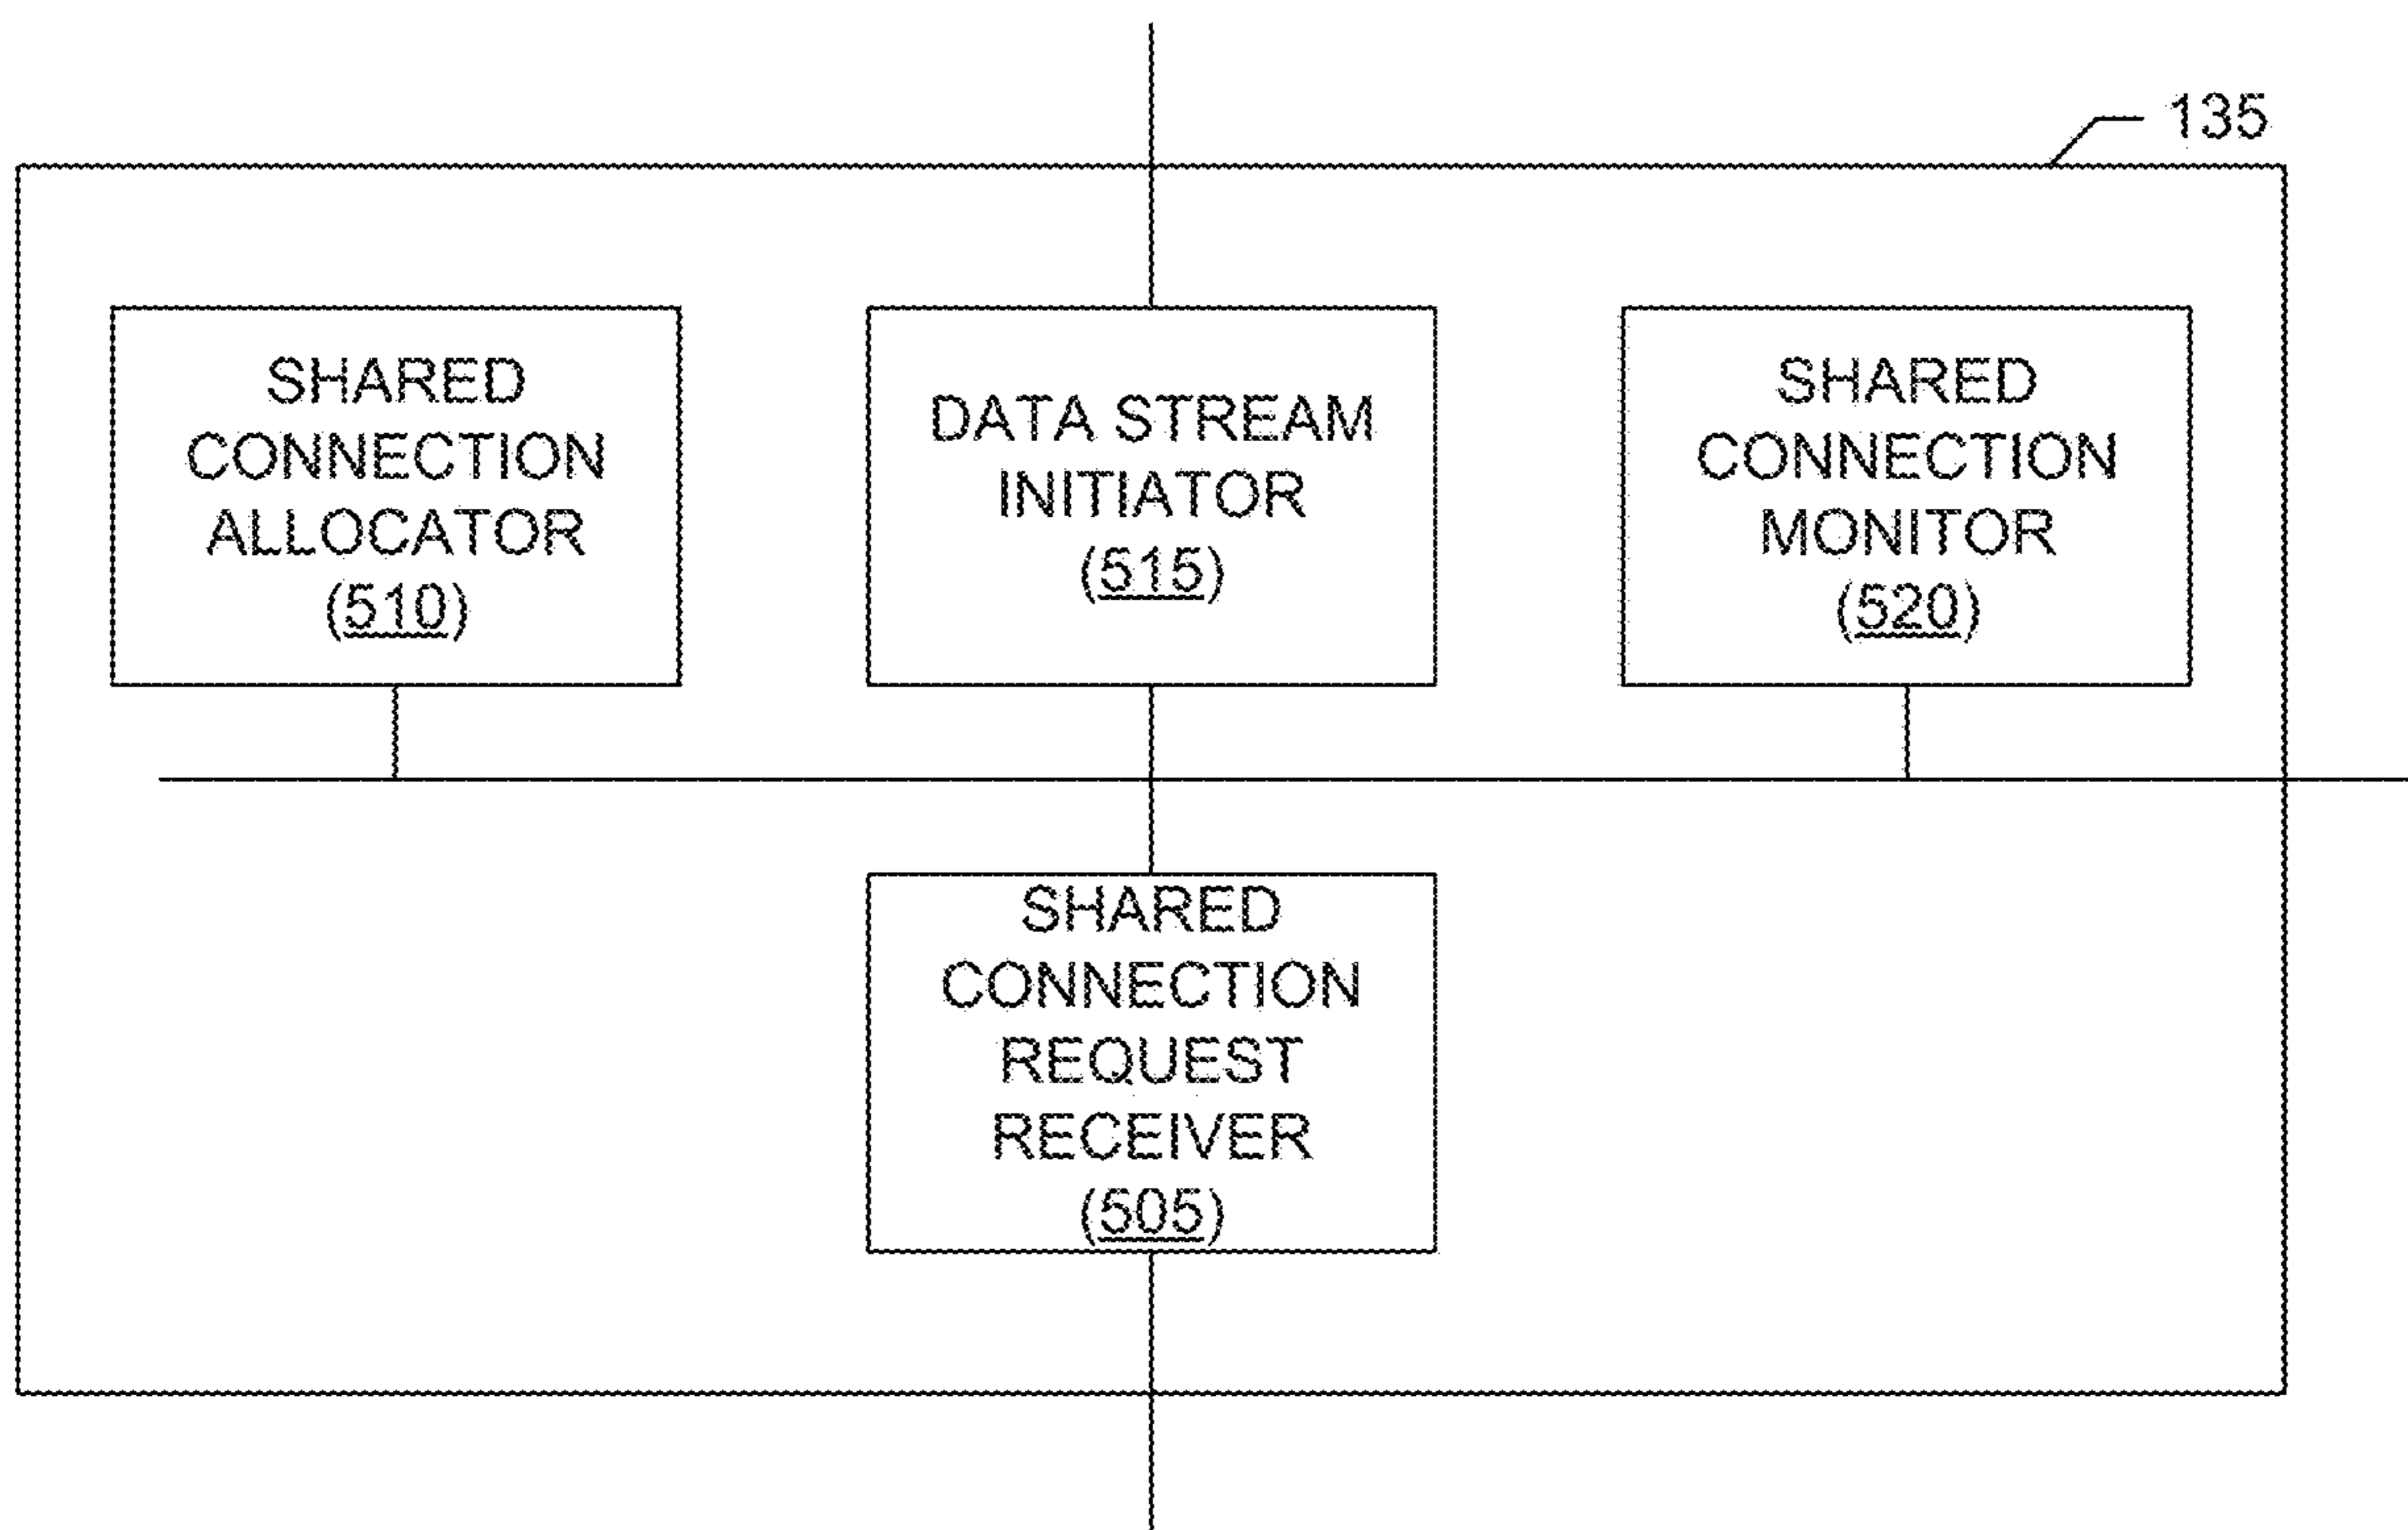 135
SHARED
CONNECTION
ALLOCATOR
(510)
DATA STREAM
INITIATOR
(515)
SHARED
CONNECTION
MONITOR
(520)
SHARED
CONNECTION
REQUEST
RECEIVER
(505)